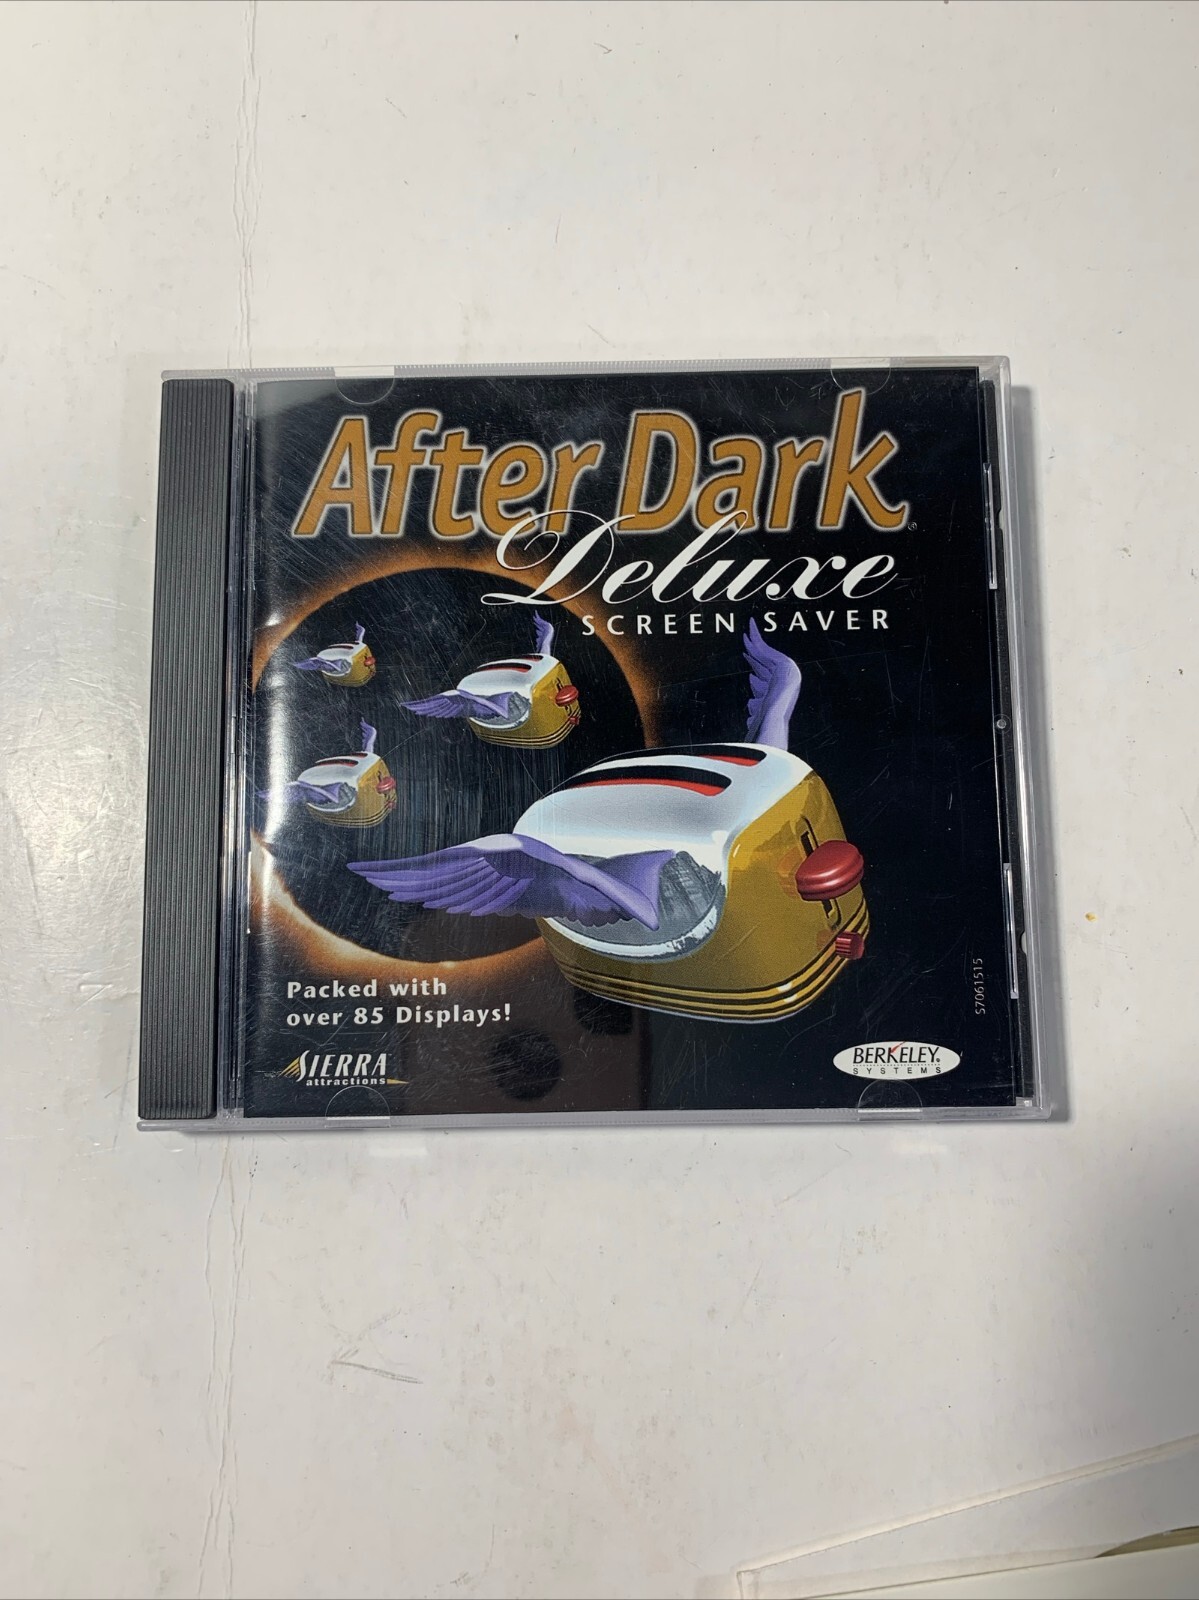 After Dark®
Deluxe
SCREEN SAVER
Packed with
over 85 Displays!
SIERRA
attractions
BERKELEY®
SYSTEMS
S7061515